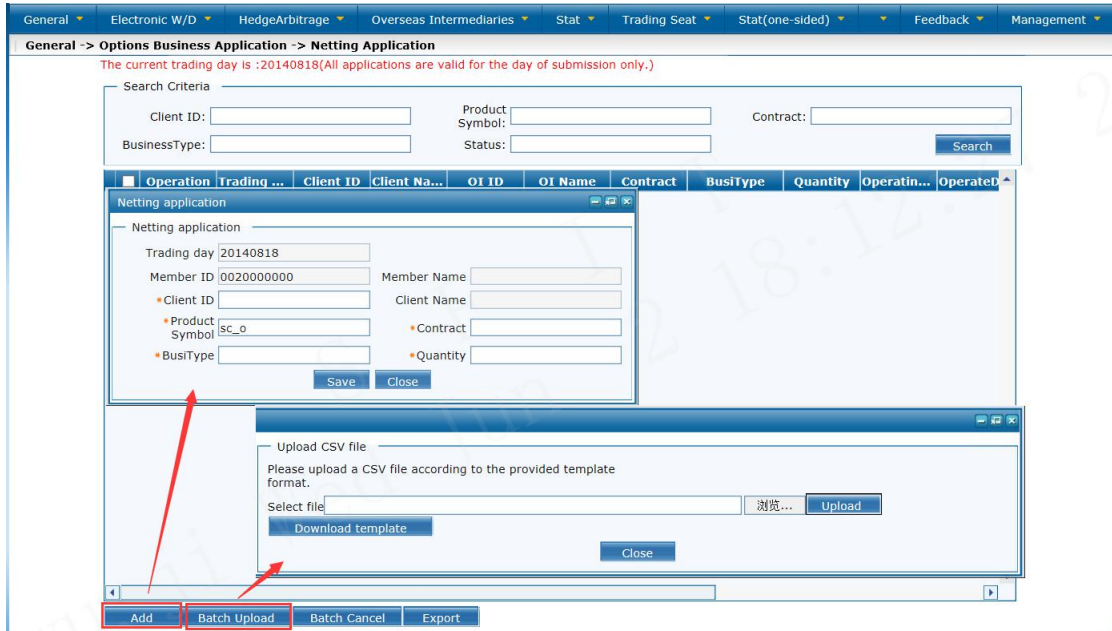 General Electronic W/D HedgeArbitrage Overseas Intermediaries Stat Trading Seat Stat(one-sided) Feedback Management
General -> Options Business Application -> Netting Application
The current trading day is :20140818(All applications are valid for the day of submission only.)
Search Criteria
Client ID: Product Symbol: Contract:
BusinessType: Status: Search
Operation Trading ... Client ID Client Na... OI ID OI Name Contract BusiType Quantity Operatin... OperateD
Netting application
Netting application
Trading day 20140818
Member ID 0020000000 Member Name
*Client ID Client Name
*Product Symbol sc_o *Contract
*BusiType *Quantity
Save Close
Upload CSV file
Please upload a CSV file according to the provided template
format.
Select file 浏览... Upload
Download template
Close
Add Batch Upload Batch Cancel Export